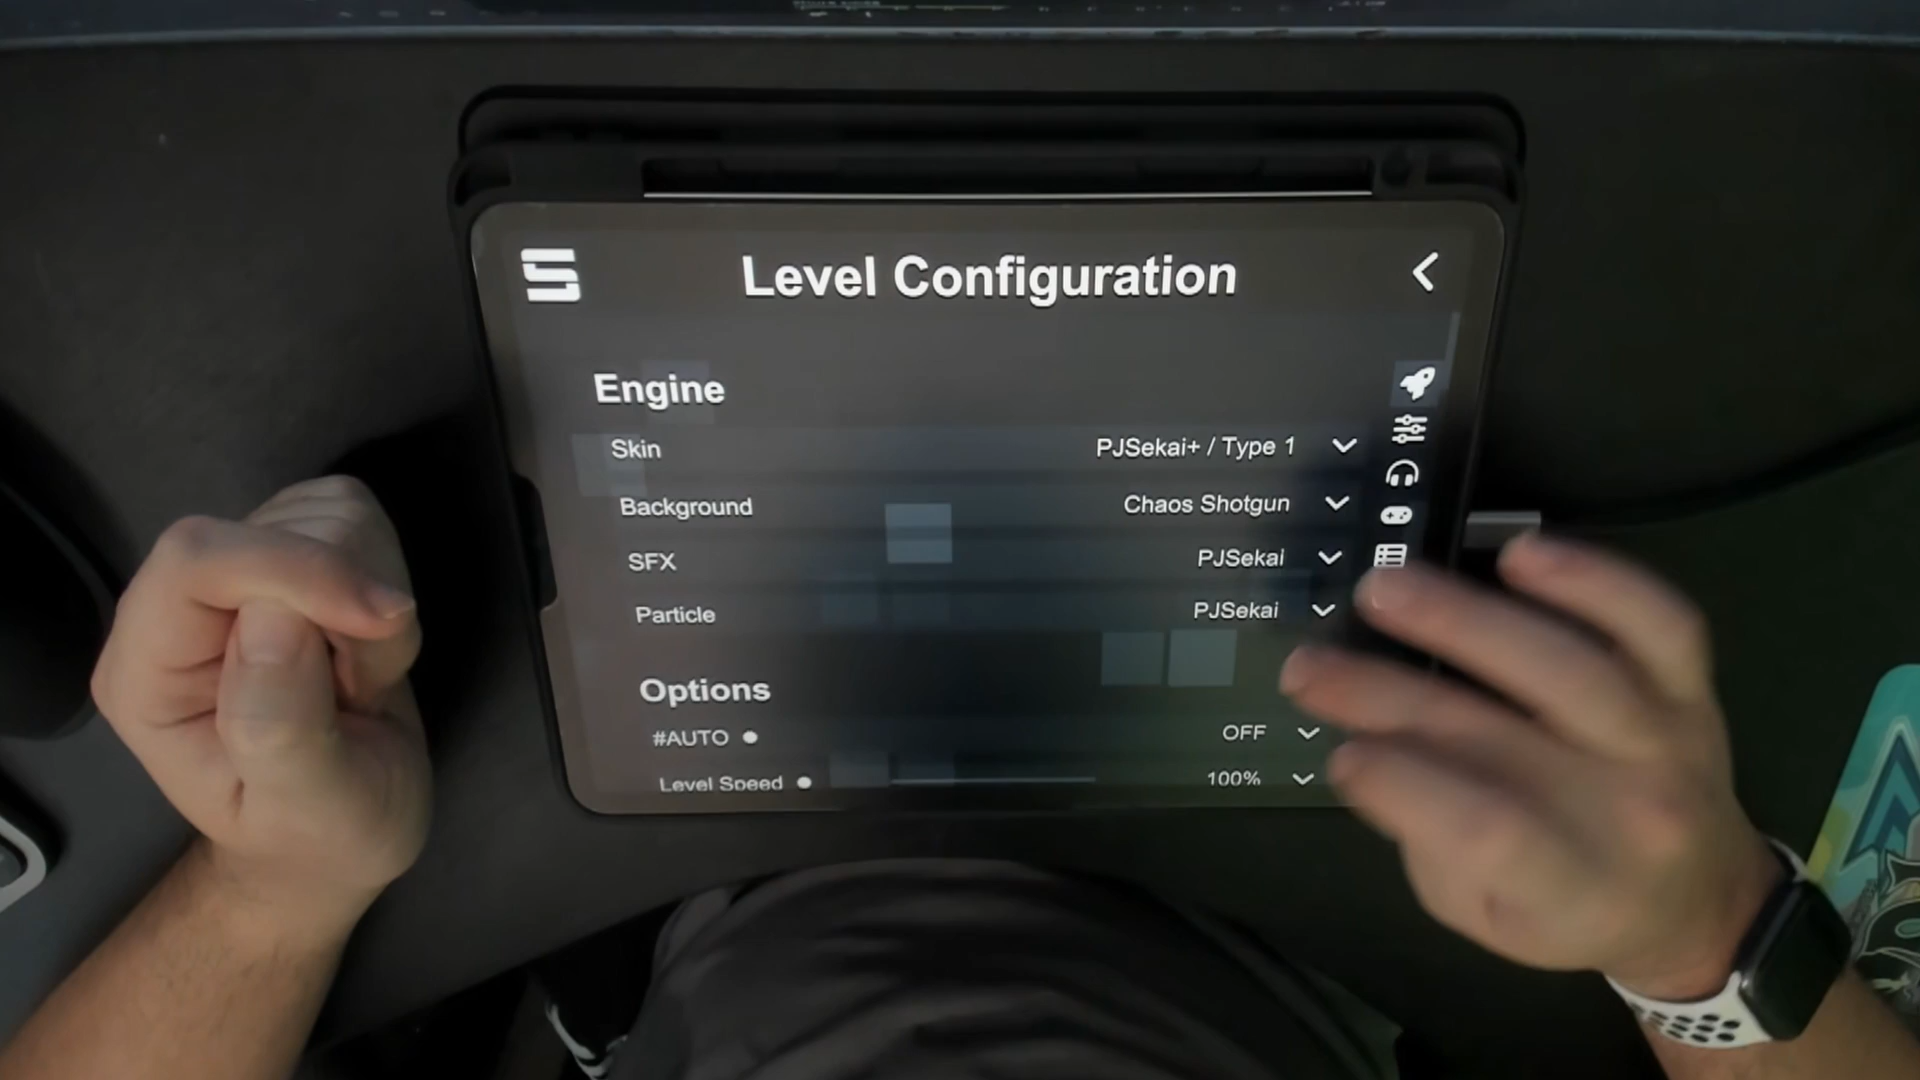 Level Configuration
Engine
Skin PJSekai+ / Type 1
Background Chaos Shotgun
SFX PJSekai
Particle PJSekai
Options
#AUTO OFF
Level Speed 100%